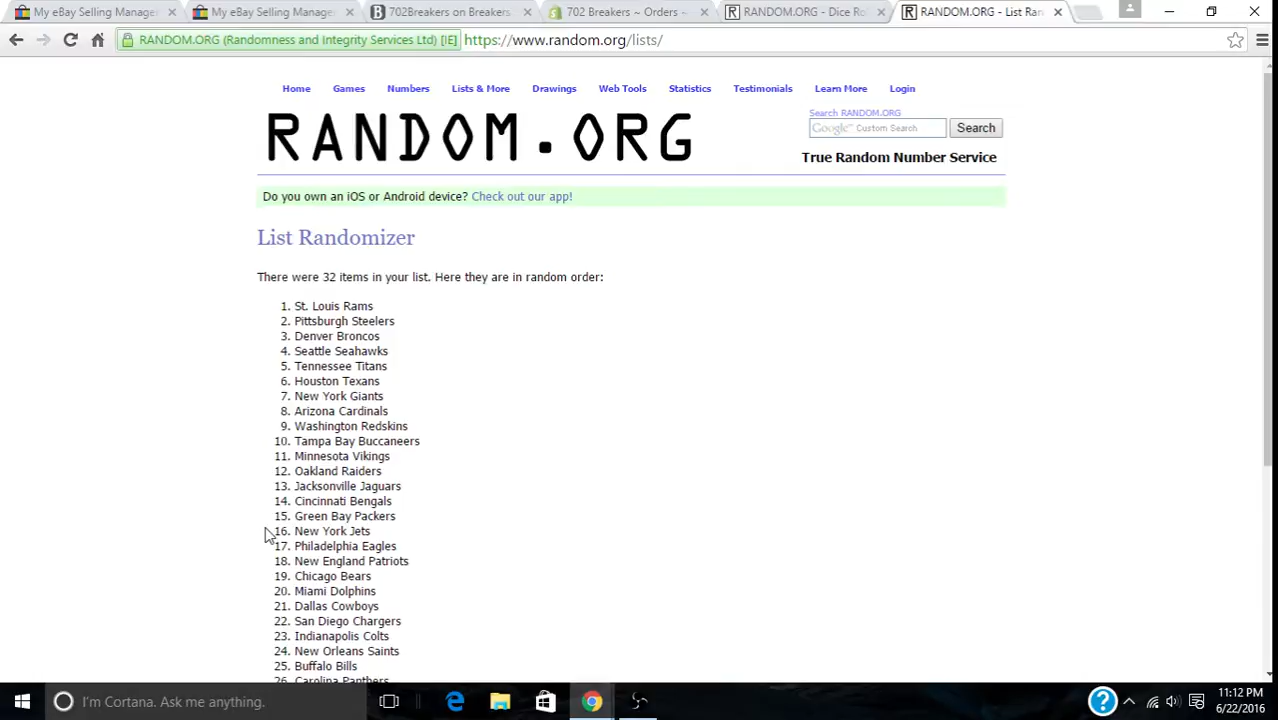 My eBay Selling Manage
My eBay Selling Manage
702Breakers on Breakers
702 Breakers ~ Orders ~
RANDOM.ORG - Dice Ro
RANDOM.ORG - List Ran
RANDOM.ORG (Randomness and Integrity Services Ltd) [IE]
https://www.random.org/lists/
Home Games Numbers Lists & More Drawings Web Tools Statistics Testimonials Learn More Login
Search RANDOM.ORG
Google™ Custom Search
Search
RANDOM.ORG
True Random Number Service
Do you own an iOS or Android device? Check out our app!
List Randomizer
There were 32 items in your list. Here they are in random order:
1. St. Louis Rams
2. Pittsburgh Steelers
3. Denver Broncos
4. Seattle Seahawks
5. Tennessee Titans
6. Houston Texans
7. New York Giants
8. Arizona Cardinals
9. Washington Redskins
10. Tampa Bay Buccaneers
11. Minnesota Vikings
12. Oakland Raiders
13. Jacksonville Jaguars
14. Cincinnati Bengals
15. Green Bay Packers
16. New York Jets
17. Philadelphia Eagles
18. New England Patriots
19. Chicago Bears
20. Miami Dolphins
21. Dallas Cowboys
22. San Diego Chargers
23. Indianapolis Colts
24. New Orleans Saints
25. Buffalo Bills
26. Carolina Panthers
I'm Cortana. Ask me anything.
11:12 PM
6/22/2016